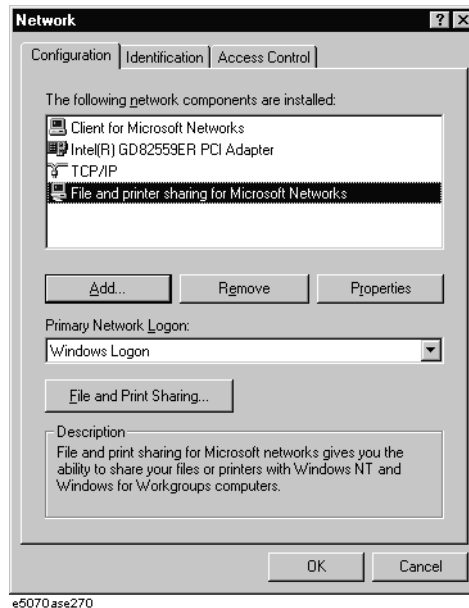 Network
Configuration Identification Access Control
The following network components are installed:
Client for Microsoft Networks
Intel(R) GD82559ER PCI Adapter
TCP/IP
File and printer sharing for Microsoft Networks
Add... Remove Properties
Primary Network Logon:
Windows Logon
File and Print Sharing...
Description
File and print sharing for Microsoft networks gives you the
ability to share your files or printers with Windows NT and
Windows for Workgroups computers.
OK Cancel
e5070ase270